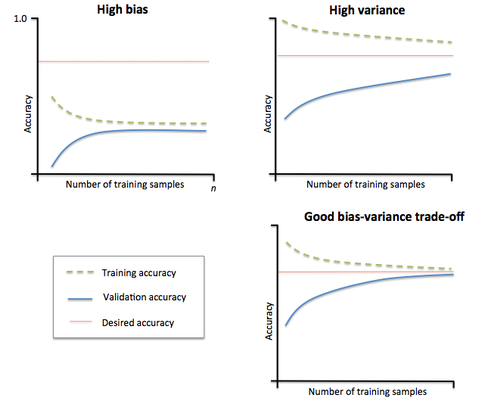 High bias
1.0
Accuracy
Number of training samples
n
High variance
Accuracy
Number of training samples
Training accuracy
Validation accuracy
Desired accuracy
Good bias-variance trade-off
Accuracy
Number of training samples